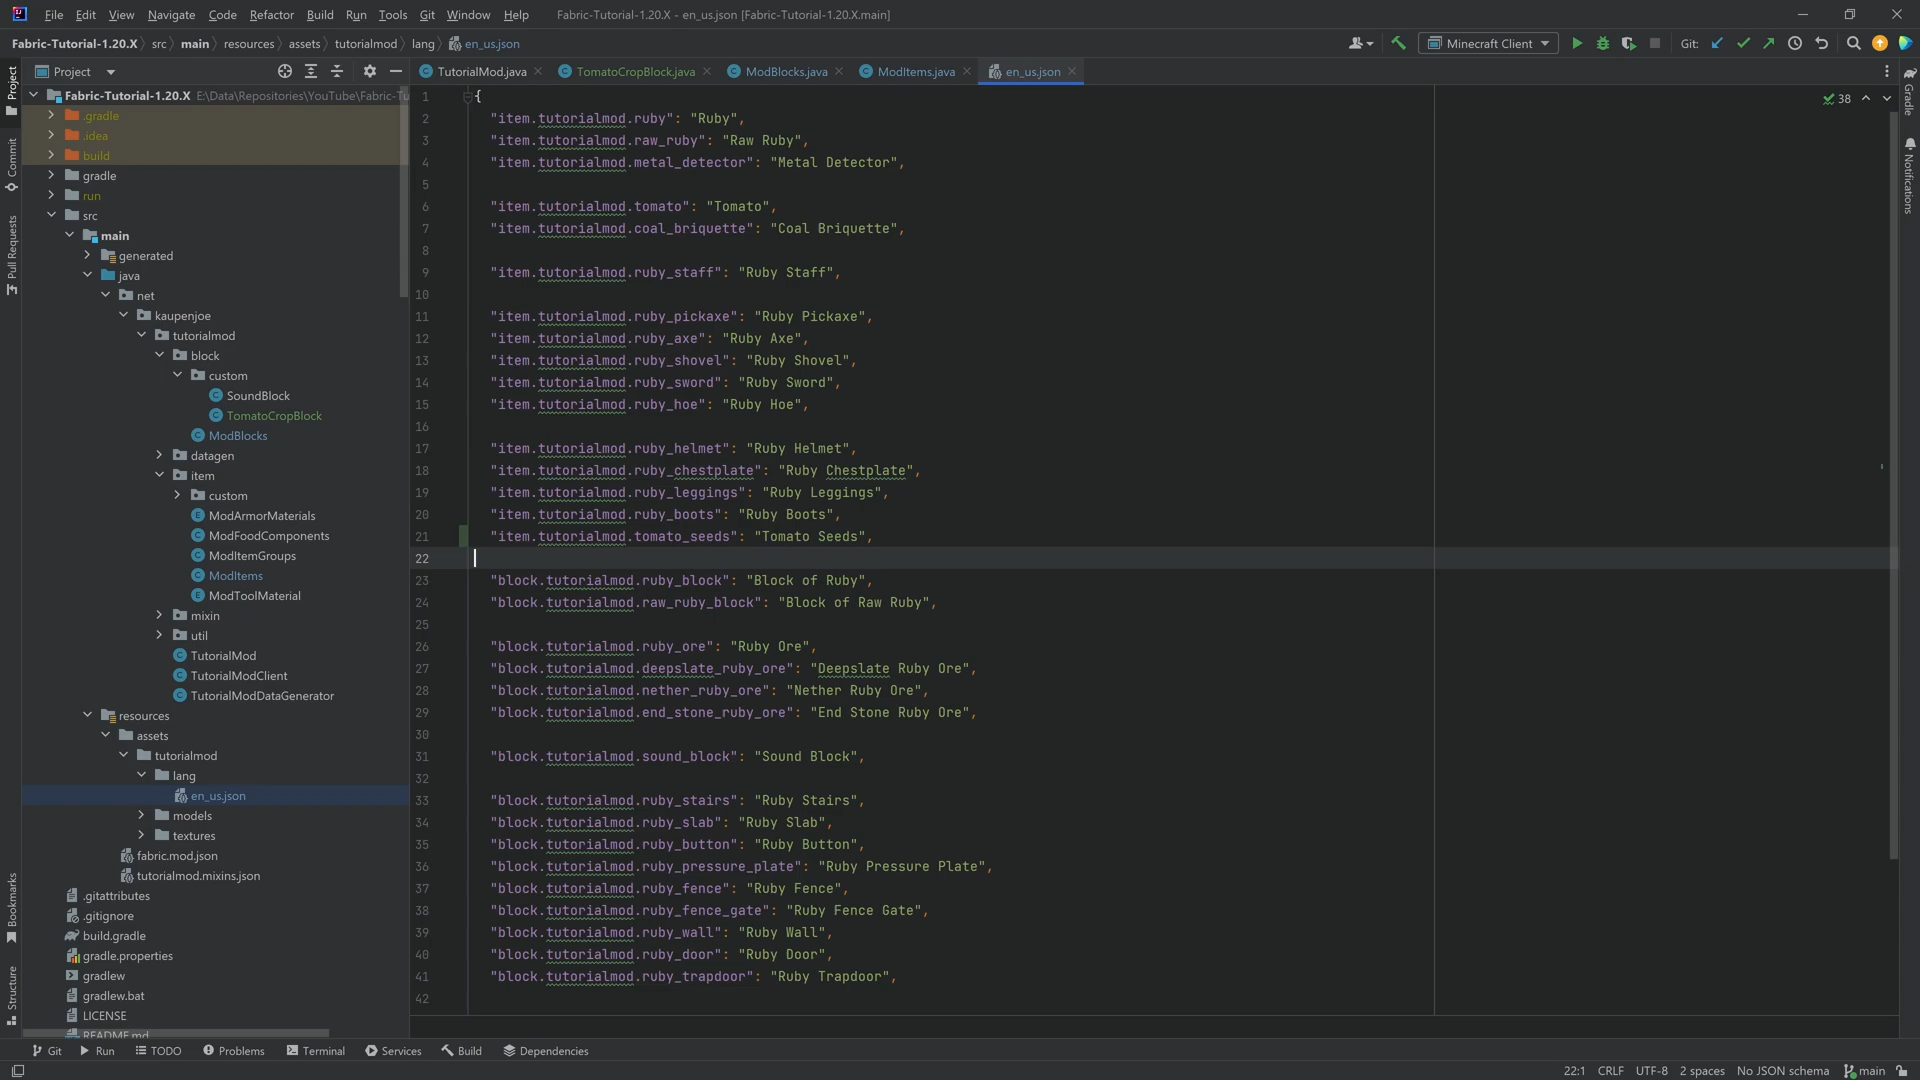 File Edit View Navigate Code Refactor Build Run Tools Git Window Help Fabric-Tutorial-1.20.X - en_us.json [Fabric-Tutorial-1.20.X.main]
Fabric-Tutorial-1.20.X src main resources assets tutorialmod lang en_us.json Minecraft Client Git:
Project TutorialMod.java TomatoCropBlock.java ModBlocks.java ModItems.java en_us.json
Project
Commit
Pull Requests
Bookmarks
Structure
Fabric-Tutorial-1.20.X E:\Data\Repositories\YouTube\Fabric-Tu
.gradle
.idea
build
gradle
run
src
main
generated
java
net
kaupenjoe
tutorialmod
block
custom
SoundBlock
TomatoCropBlock
ModBlocks
datagen
item
custom
ModArmorMaterials
ModFoodComponents
ModItemGroups
ModItems
ModToolMaterial
mixin
util
TutorialMod
TutorialModClient
TutorialModDataGenerator
resources
assets
tutorialmod
lang
en_us.json
models
textures
fabric.mod.json
tutorialmod.mixins.json
.gitattributes
.gitignore
build.gradle
gradle.properties
gradlew
gradlew.bat
LICENSE
README.md
1 {
2 "item.tutorialmod.ruby": "Ruby",
3 "item.tutorialmod.raw_ruby": "Raw Ruby",
4 "item.tutorialmod.metal_detector": "Metal Detector",
5
6 "item.tutorialmod.tomato": "Tomato",
7 "item.tutorialmod.coal_briquette": "Coal Briquette",
8
9 "item.tutorialmod.ruby_staff": "Ruby Staff",
10
11 "item.tutorialmod.ruby_pickaxe": "Ruby Pickaxe",
12 "item.tutorialmod.ruby_axe": "Ruby Axe",
13 "item.tutorialmod.ruby_shovel": "Ruby Shovel",
14 "item.tutorialmod.ruby_sword": "Ruby Sword",
15 "item.tutorialmod.ruby_hoe": "Ruby Hoe",
16
17 "item.tutorialmod.ruby_helmet": "Ruby Helmet",
18 "item.tutorialmod.ruby_chestplate": "Ruby Chestplate",
19 "item.tutorialmod.ruby_leggings": "Ruby Leggings",
20 "item.tutorialmod.ruby_boots": "Ruby Boots",
21 "item.tutorialmod.tomato_seeds": "Tomato Seeds",
22
23 "block.tutorialmod.ruby_block": "Block of Ruby",
24 "block.tutorialmod.raw_ruby_block": "Block of Raw Ruby",
25
26 "block.tutorialmod.ruby_ore": "Ruby Ore",
27 "block.tutorialmod.deepslate_ruby_ore": "Deepslate Ruby Ore",
28 "block.tutorialmod.nether_ruby_ore": "Nether Ruby Ore",
29 "block.tutorialmod.end_stone_ruby_ore": "End Stone Ruby Ore",
30
31 "block.tutorialmod.sound_block": "Sound Block",
32
33 "block.tutorialmod.ruby_stairs": "Ruby Stairs",
34 "block.tutorialmod.ruby_slab": "Ruby Slab",
35 "block.tutorialmod.ruby_button": "Ruby Button",
36 "block.tutorialmod.ruby_pressure_plate": "Ruby Pressure Plate",
37 "block.tutorialmod.ruby_fence": "Ruby Fence",
38 "block.tutorialmod.ruby_fence_gate": "Ruby Fence Gate",
39 "block.tutorialmod.ruby_wall": "Ruby Wall",
40 "block.tutorialmod.ruby_door": "Ruby Door",
41 "block.tutorialmod.ruby_trapdoor": "Ruby Trapdoor",
42
38
Gradle
Notifications
Git Run TODO Problems Terminal Services Build Dependencies
22:1 CRLF UTF-8 2 spaces No JSON schema main